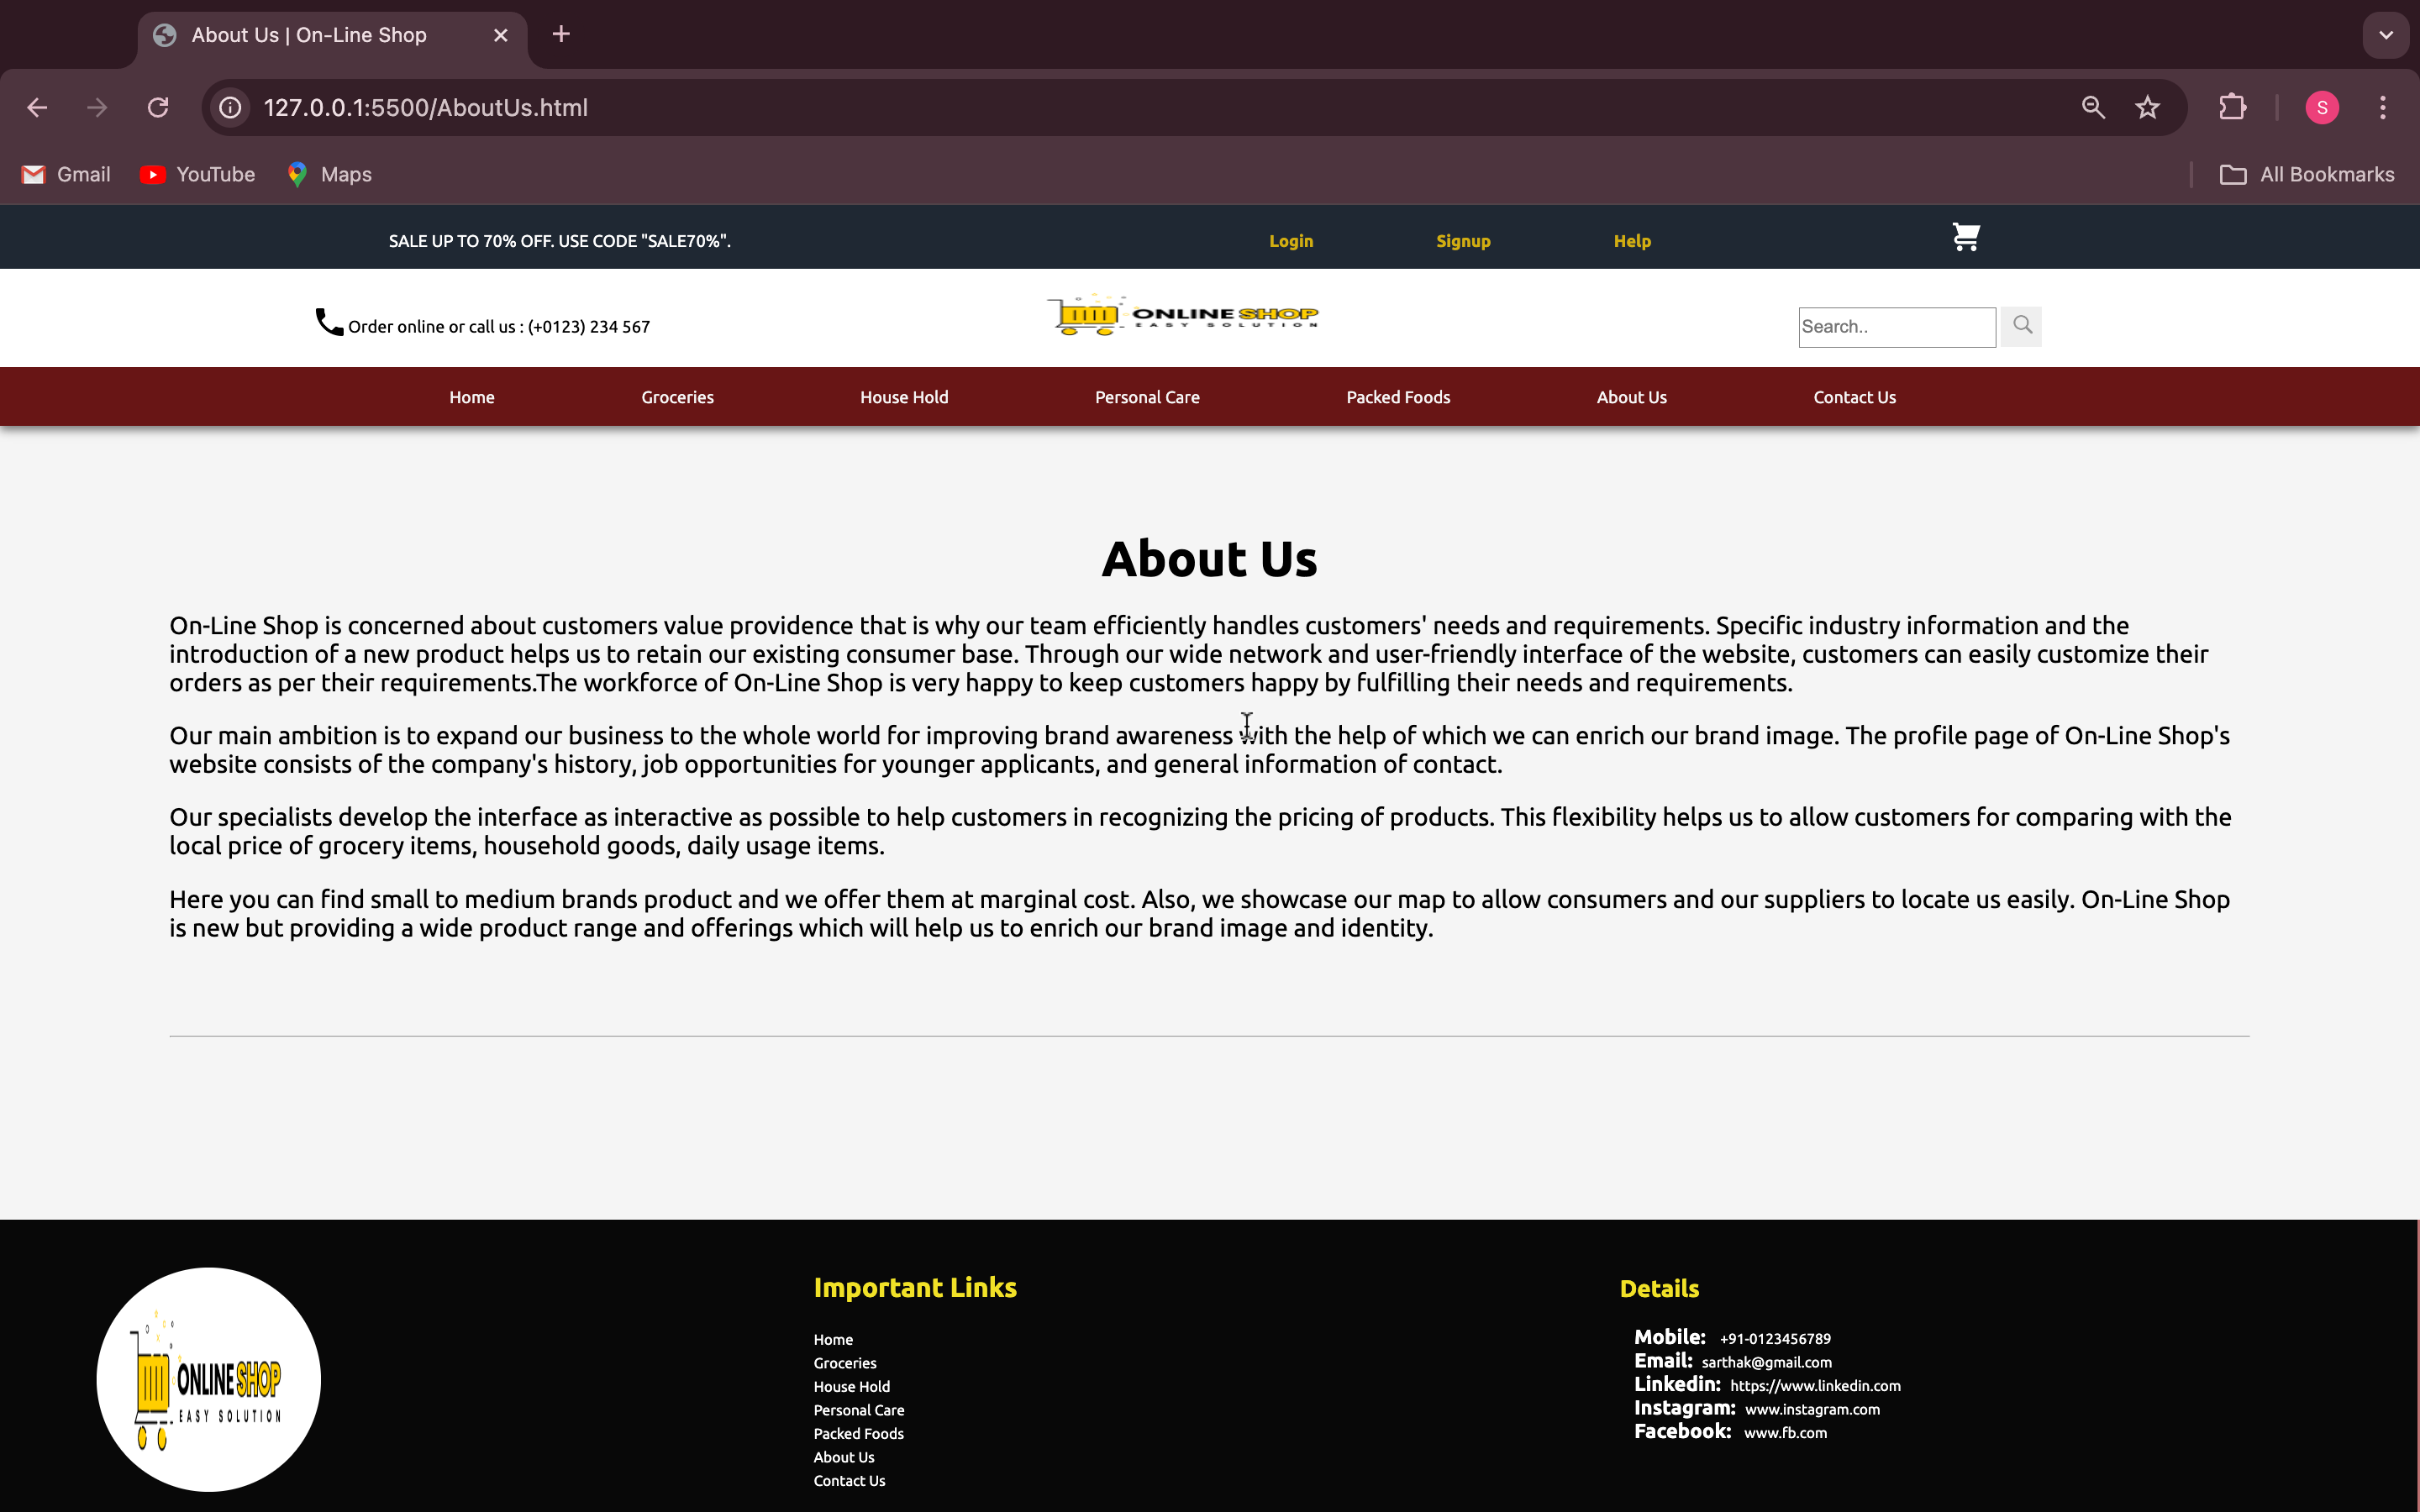 About Us | On-Line Shop
127.0.0.1:5500/AboutUs.html
S
Gmail
YouTube
Maps
All Bookmarks
SALE UP TO 70% OFF. USE CODE "SALE70%".
Login
Signup
Help
Order online or call us : (+0123) 234 567
ONLINE SHOP
EASY SOLUTION
Search..
Home
Groceries
House Hold
Personal Care
Packed Foods
About Us
Contact Us
About Us
On-Line Shop is concerned about customers value providence that is why our team efficiently handles customers' needs and requirements. Specific industry information and the
introduction of a new product helps us to retain our existing consumer base. Through our wide network and user-friendly interface of the website, customers can easily customize their
orders as per their requirements.The workforce of On-Line Shop is very happy to keep customers happy by fulfilling their needs and requirements.
Our main ambition is to expand our business to the whole world for improving brand awareness with the help of which we can enrich our brand image. The profile page of On-Line Shop's
website consists of the company's history, job opportunities for younger applicants, and general information of contact.
Our specialists develop the interface as interactive as possible to help customers in recognizing the pricing of products. This flexibility helps us to allow customers for comparing with the
local price of grocery items, household goods, daily usage items.
Here you can find small to medium brands product and we offer them at marginal cost. Also, we showcase our map to allow consumers and our suppliers to locate us easily. On-Line Shop
is new but providing a wide product range and offerings which will help us to enrich our brand image and identity.
ONLINE SHOP
EASY SOLUTION
Important Links
Home
Groceries
House Hold
Personal Care
Packed Foods
About Us
Contact Us
Details
Mobile: +91-0123456789
Email: sarthak@gmail.com
Linkedin: https://www.linkedin.com
Instagram: www.instagram.com
Facebook: www.fb.com